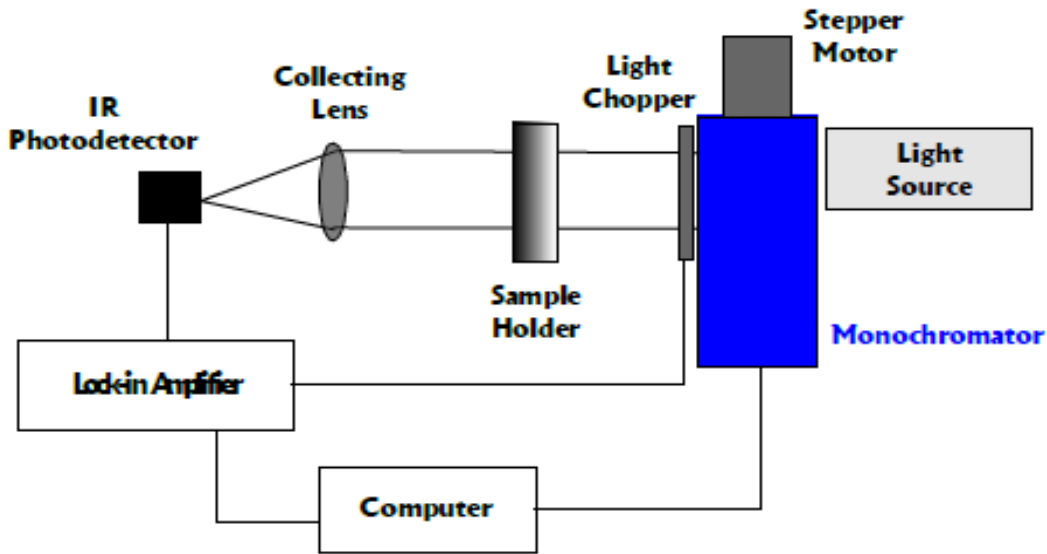 Stepper
Motor
Light
Chopper
Collecting
Lens
IR
Photodetector
Light
Source
Sample
Holder
Monochromator
Lock-in Amplifier
Computer